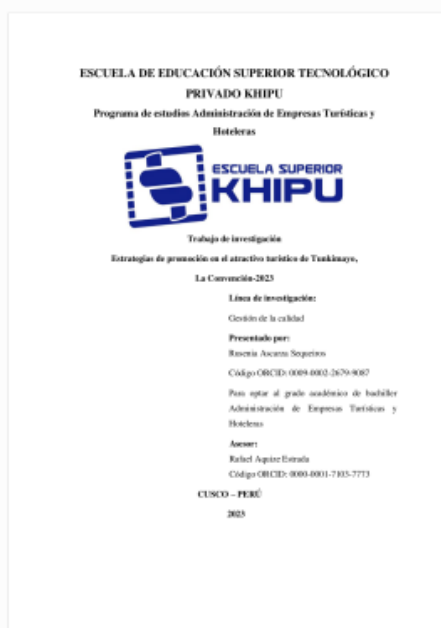 ESCUELA DE EDUCACIÓN SUPERIOR TECNOLÓGICO
PRIVADO KHIPU
Programa de estudios Administración de Empresas Turísticas y
Hoteleras
ESCUELA SUPERIOR
KHIPU
Trabajo de investigación
Estrategias de promoción en el atractivo turístico de Tunkimayo,
La Convención-2023
Línea de investigación:
Gestión de la calidad
Presentado por:
Rusenia Ascarza Sequeiros
Código ORCID: 0009-0002-2679-9087
Para optar al grado académico de bachiller
Administración de Empresas Turísticas y
Hoteleras
Asesor:
Rafael Aquize Estrada
Código ORCID: 0000-0001-7103-7773
CUSCO – PERÚ
2023